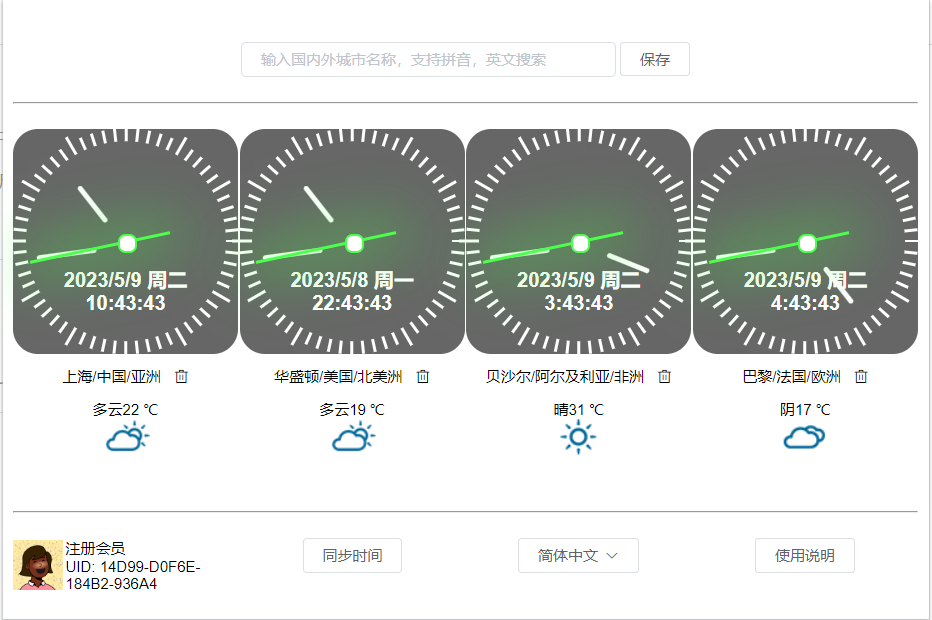 输入国内外城市名称，支持拼音，英文搜索
保存
2023/5/9 周二
10:43:43
2023/5/8 周一
22:43:43
2023/5/9 周二
3:43:43
2023/5/9 周二
4:43:43
上海/中国/亚洲
华盛顿/美国/北美洲
贝沙尔/阿尔及利亚/非洲
巴黎/法国/欧洲
多云22 ℃
多云19 ℃
晴31 ℃
阴17 ℃
注册会员
UID: 14D99-D0F6E-
184B2-936A4
同步时间
简体中文
使用说明